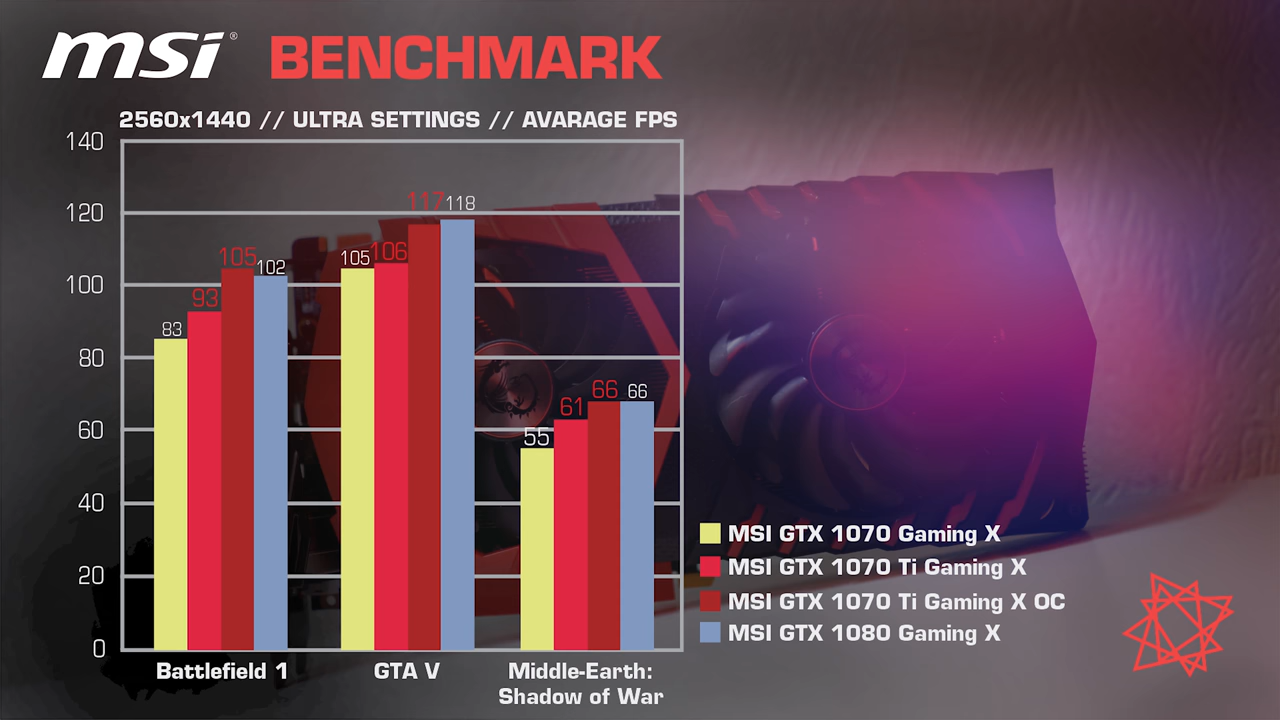 msi® BENCHMARK
2560x1440 // ULTRA SETTINGS // AVARAGE FPS
140
120
100
80
60
40
20
0
83
93
105
102
105
106
117
118
55
61
66
66
Battlefield 1
GTA V
Middle-Earth:
Shadow of War
MSI GTX 1070 Gaming X
MSI GTX 1070 Ti Gaming X
MSI GTX 1070 Ti Gaming X OC
MSI GTX 1080 Gaming X